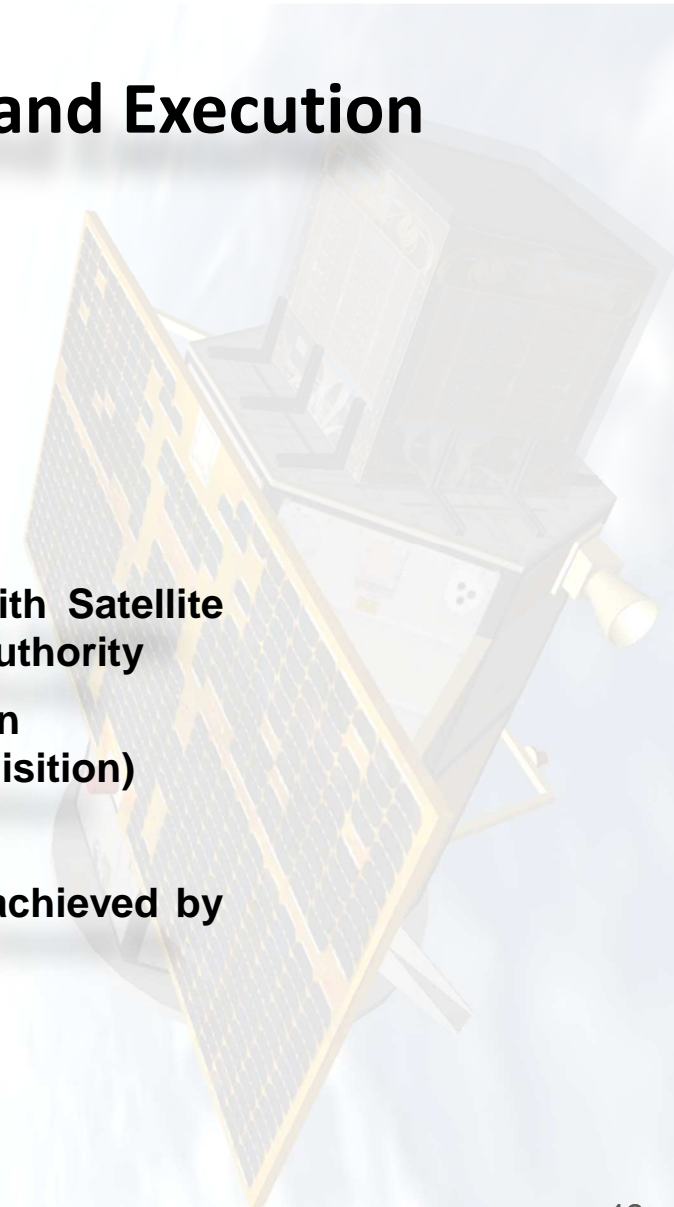 and Execution
ith Satellite
uthority
n
isition)
achieved by